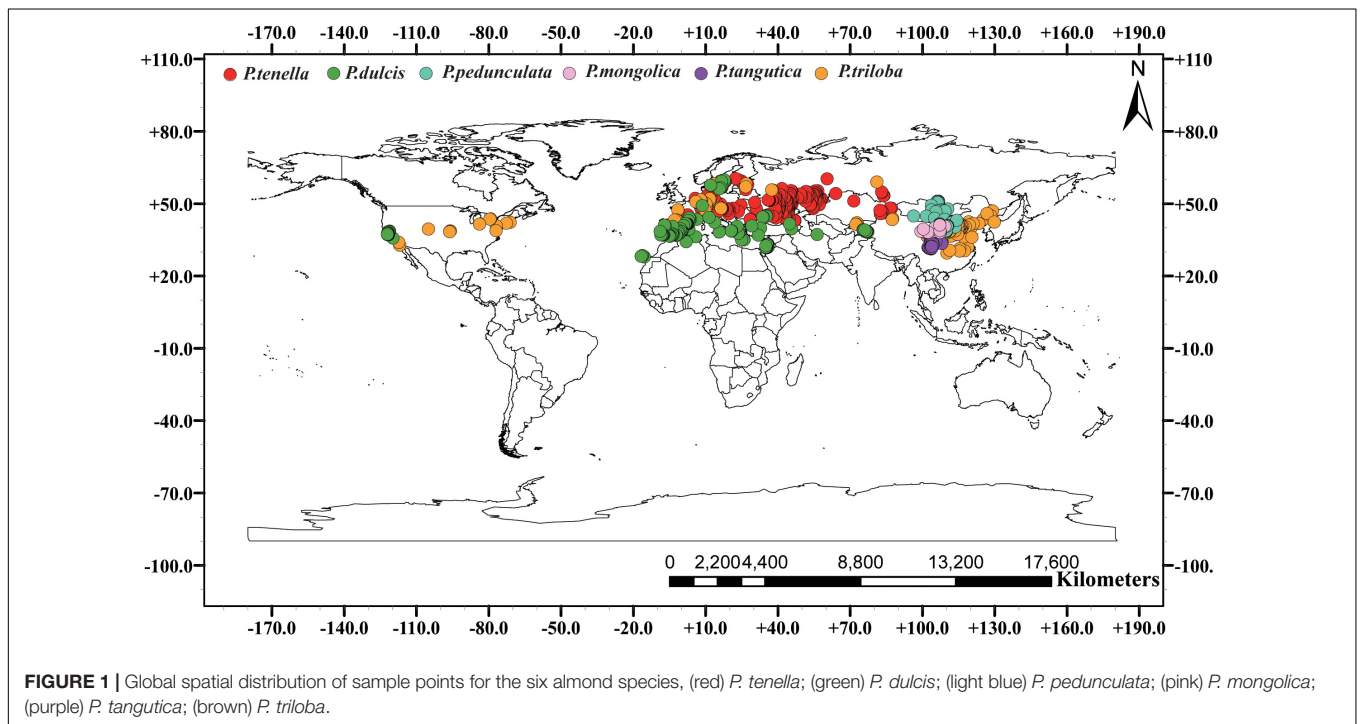 -170.0 -140.0 -110.0 -80.0 -50.0 -20.0 +10.0 +40.0 +70.0 +100.0 +130.0 +160.0 +190.0
+110.0 +110
P.tenella P.dulcis P.pedunculata P.mongolica P.tangutica P.triloba N
+80.0 +80.0
+50.0 +50.0
+20.0 +20.0
-10.0 -10.0
-40.0 -40.0
-70.0 -70.0
0 2,2004,400 8,800 13,200 17,600
-100.0 -100.
Kilometers
-170.0 -140.0 -110.0 -80.0 -50.0 -20.0 +10.0 +40.0 +70.0 +100.0 +130.0 +160.0 +190.0
FIGURE 1 | Global spatial distribution of sample points for the six almond species, (red) P. tenella; (green) P. dulcis; (light blue) P. pedunculata; (pink) P. mongolica;
(purple) P. tangutica; (brown) P. triloba.